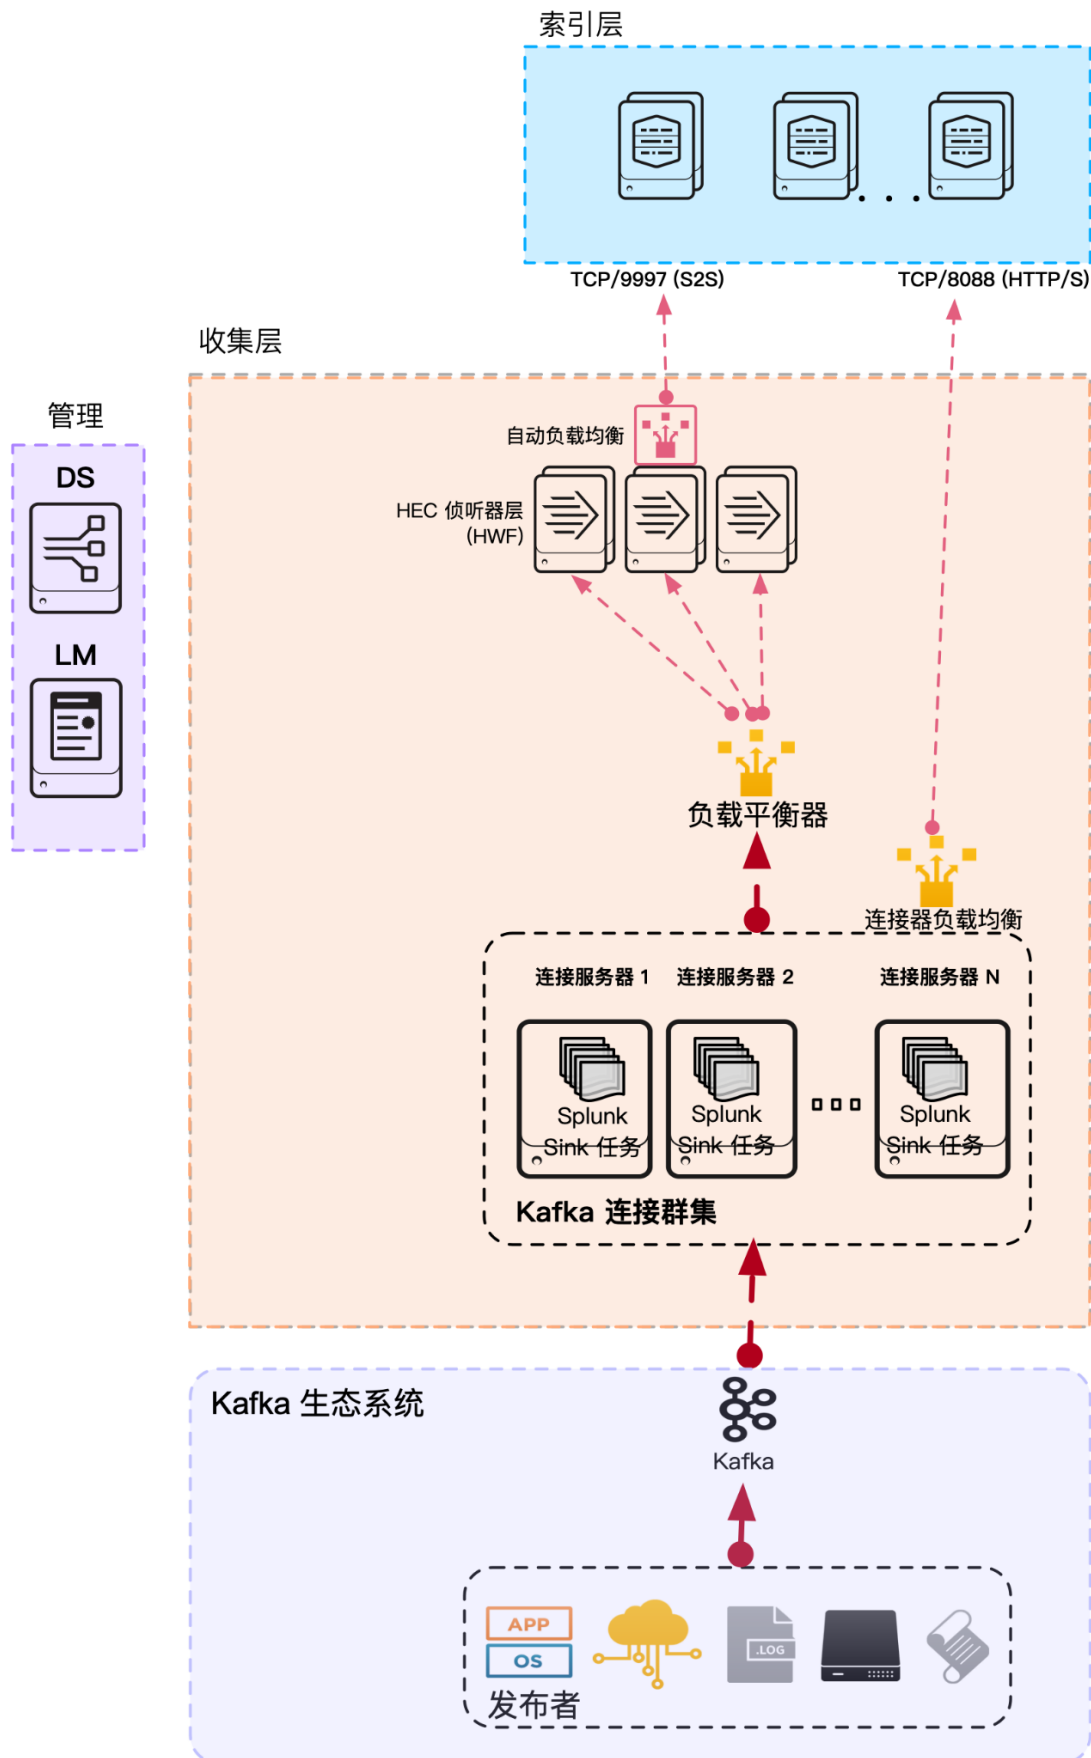 索引层
TCP/9997 (S2S)
TCP/8088 (HTTP/S)
收集层
管理
DS
LM
自动负载均衡
HEC 侦听器层
(HWF)
负载平衡器
连接器负载均衡
连接服务器 1
连接服务器 2
连接服务器 N
Splunk
Sink 任务
Splunk
Sink 任务
Splunk
Sink 任务
Kafka 连接群集
Kafka 生态系统
Kafka
APP
OS
.LOG
发布者